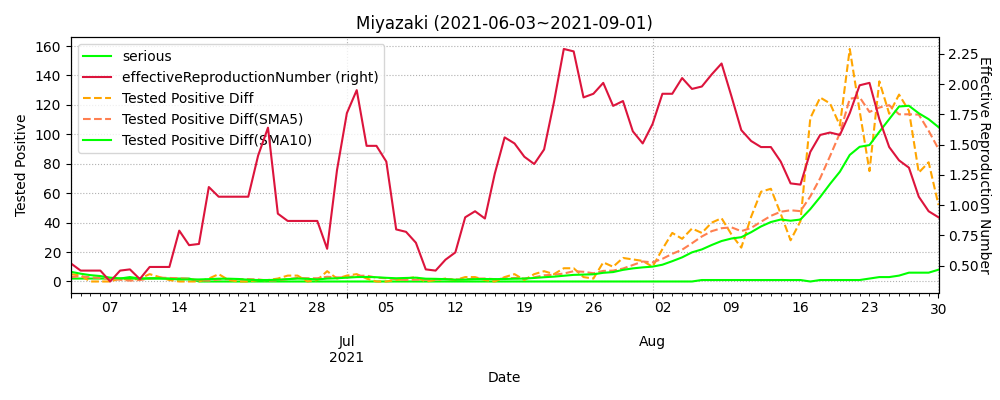 Miyazaki (2021-06-03~2021-09-01)
serious
effectiveReproductionNumber (right)
Tested Positive Diff
Tested Positive Diff(SMA5)
Tested Positive Diff(SMA10)
Tested Positive
160
140
120
100
80
60
40
20
0
2.25
2.00
1.75
1.50
1.25
1.00
0.75
0.50
Effective Reproduction Number
07 14 21 28 05 12 19 26 02 09 16 23 30
Jul Aug
2021
Date